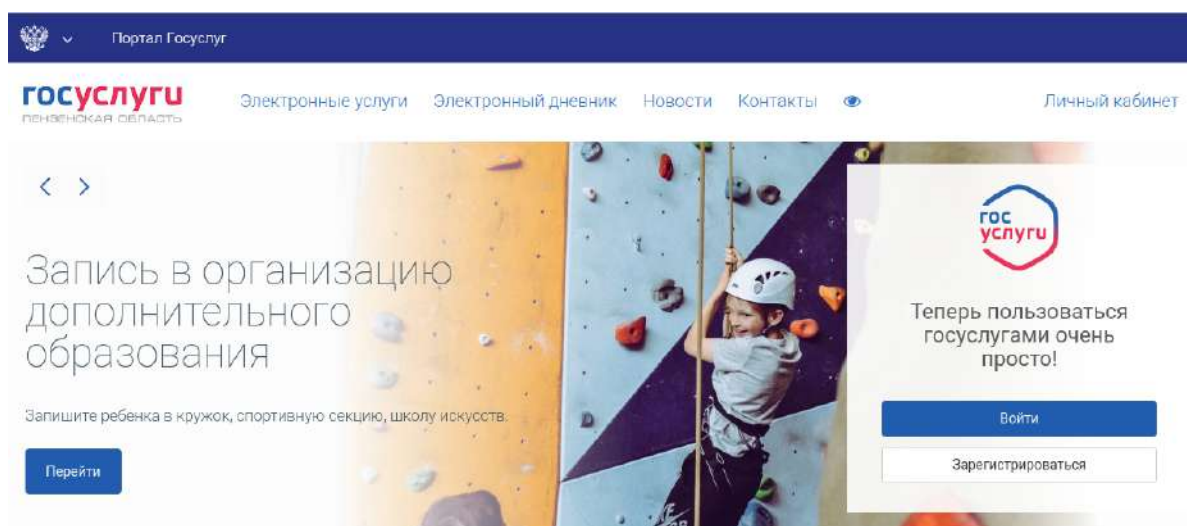 Портал Госуслуг
госуслуги
ПЕНЗЕНСКАЯ ОБЛАСТЬ
Электронные услуги Электронный дневник Новости Контакты Личный кабинет
Запись в организацию
дополнительного
образования
Запишите ребенка в кружок, спортивную секцию, школу искусств.
Перейти
гос
услуги
Теперь пользоваться
госуслугами очень
просто!
Войти
Зарегистрироваться